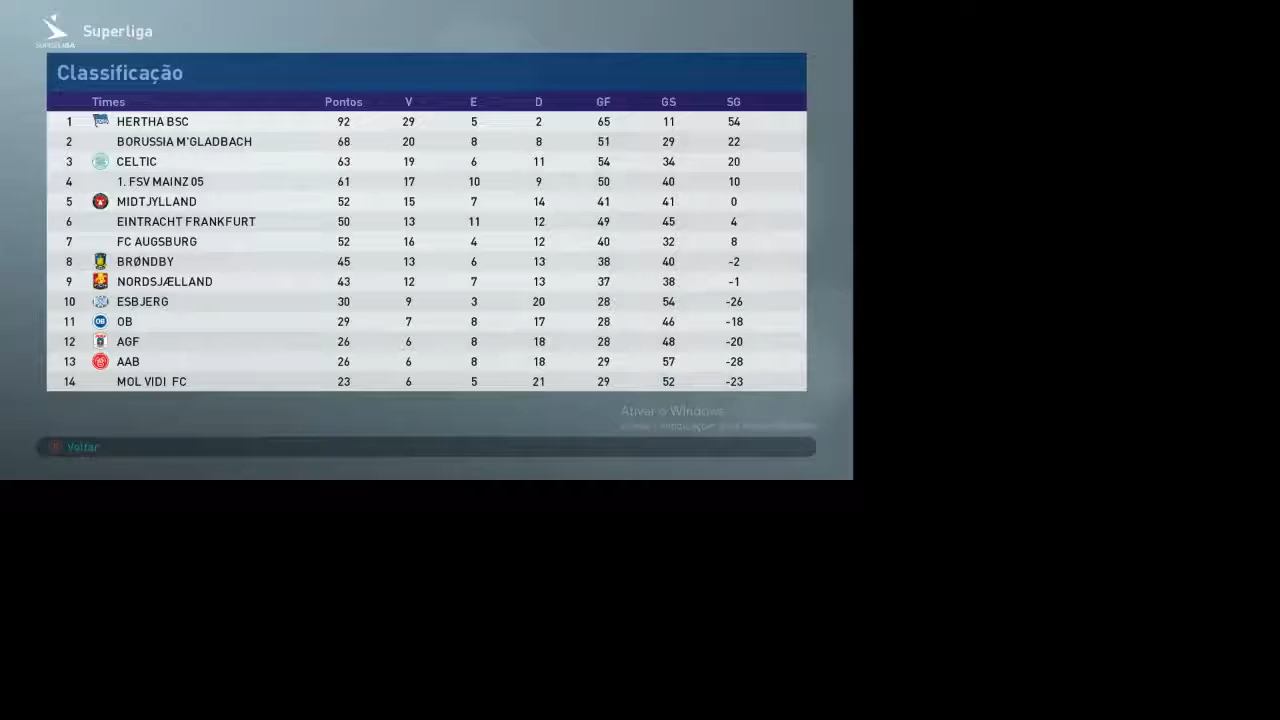 Superliga
SUPERLIGA
Classificação
Times Pontos V E D GF GS SG
1 HERTHA BSC 92 29 5 2 65 11 54
2 BORUSSIA M'GLADBACH 68 20 8 8 51 29 22
3 CELTIC 63 19 6 11 54 34 20
4 1. FSV MAINZ 05 61 17 10 9 50 40 10
5 MIDTJYLLAND 52 15 7 14 41 41 0
6 EINTRACHT FRANKFURT 50 13 11 12 49 45 4
7 FC AUGSBURG 52 16 4 12 40 32 8
8 BRØNDBY 45 13 6 13 38 40 -2
9 NORDSJÆLLAND 43 12 7 13 37 38 -1
10 ESBJERG 30 9 3 20 28 54 -26
11 OB OB 29 7 8 17 28 46 -18
12 AGF 26 6 8 18 28 48 -20
13 AAB 26 6 8 18 29 57 -28
14 MOL VIDI FC 23 6 5 21 29 52 -23
Ativar o Windows
Voltar